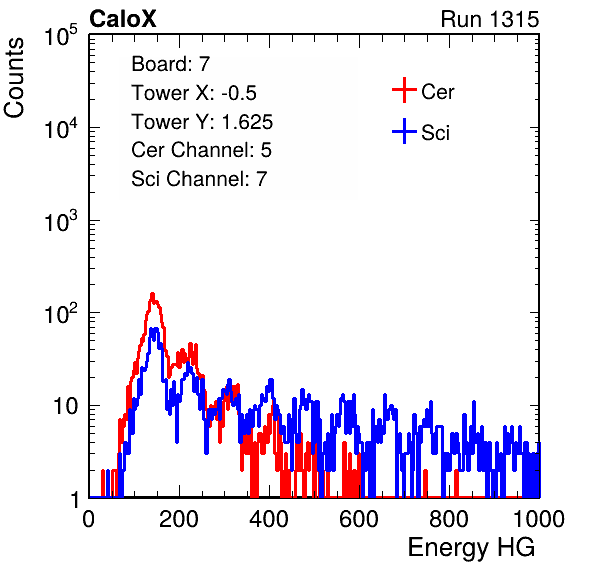 CaloX Run 1315
Counts
Board: 7
Tower X: -0.5
Tower Y: 1.625
Cer Channel: 5
Sci Channel: 7
Cer
Sci
10^5
10^4
10^3
10^2
10
1
0 200 400 600 800 1000
Energy HG